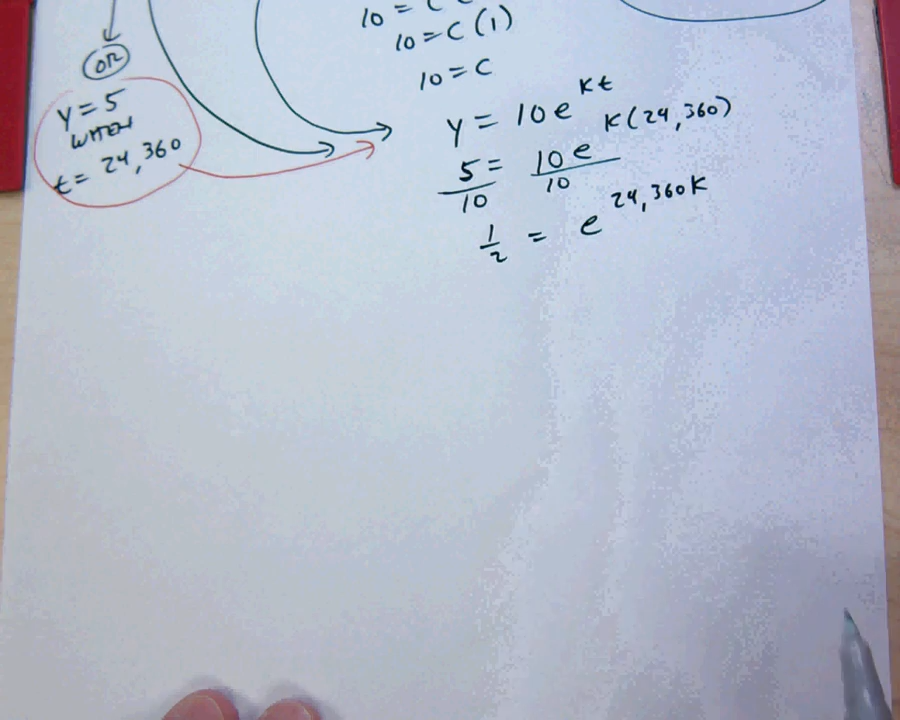 10 = C
10 = C (1)
10 = C
OR
y = 5
WHEN
t = 24,360
y = 10e^kt
5/10 = 10e^k(24,360)/10
1/2 = e^24,360k